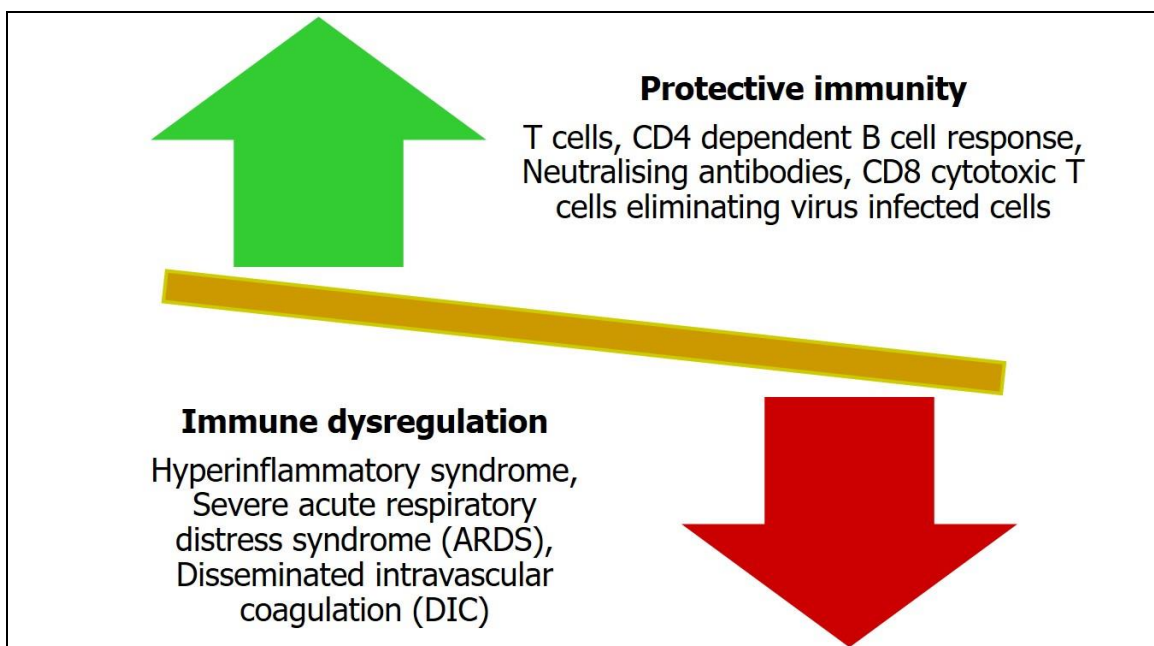 Protective immunity
T cells, CD4 dependent B cell response,
Neutralising antibodies, CD8 cytotoxic T
cells eliminating virus infected cells
Immune dysregulation
Hyperinflammatory syndrome,
Severe acute respiratory
distress syndrome (ARDS),
Disseminated intravascular
coagulation (DIC)